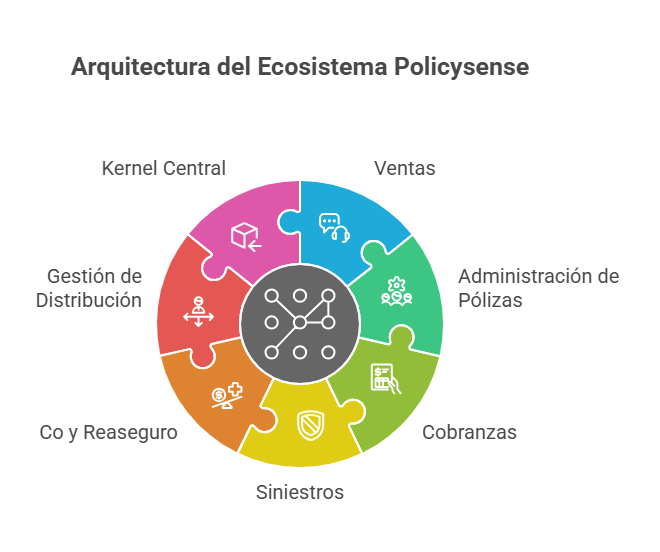 Arquitectura del Ecosistema Policysense
Kernel Central
Ventas
Gestión de
Distribución
Administración de
Pólizas
Co y Reaseguro
Cobranzas
Siniestros